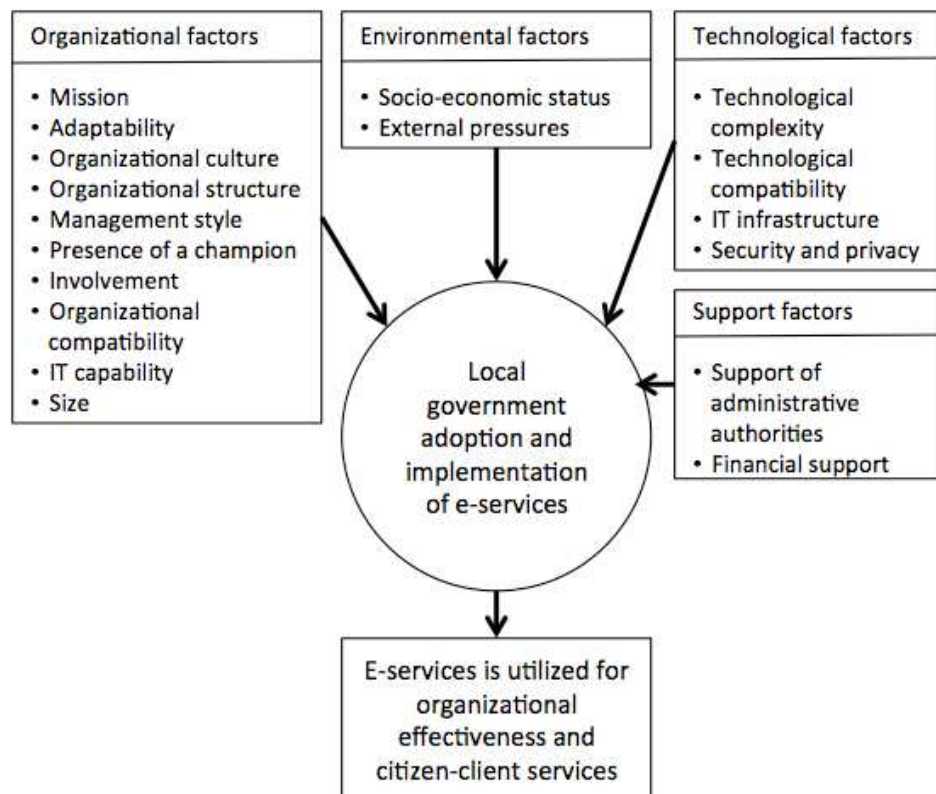 Organizational factors
• Mission
• Adaptability
• Organizational culture
• Organizational structure
• Management style
• Presence of a champion
• Involvement
• Organizational
compatibility
• IT capability
• Size
Environmental factors
• Socio-economic status
• External pressures
Technological factors
• Technological
complexity
• Technological
compatibility
• IT infrastructure
• Security and privacy
Support factors
• Support of
administrative
authorities
• Financial support
Local
government
adoption and
implementation
of e-services
E-services is utilized for
organizational
effectiveness and
citizen-client services